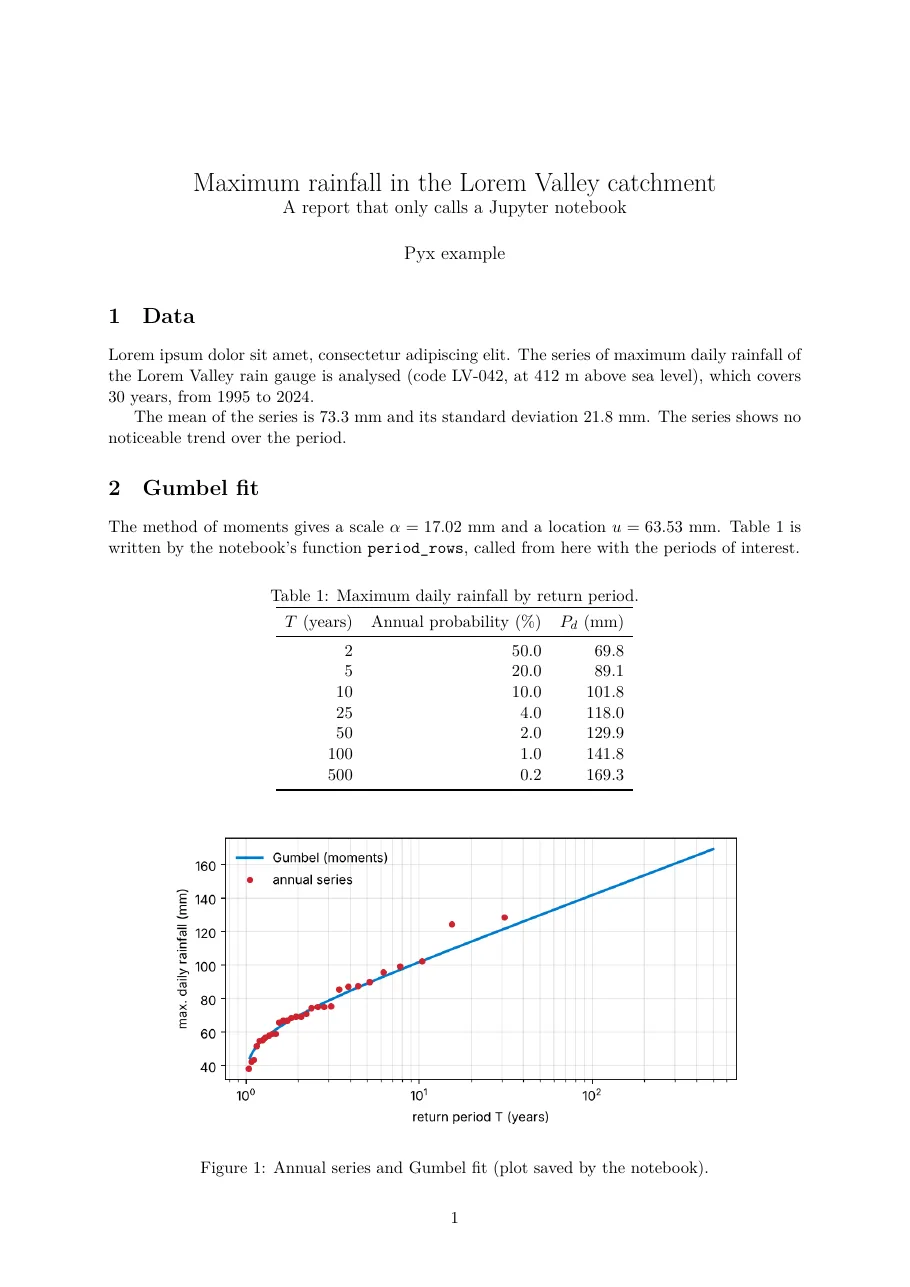 Maximum rainfall in the Lorem Valley catchment
A report that only calls a Jupyter notebook
Pyx example
1 Data
Lorem ipsum dolor sit amet, consectetur adipiscing elit. The series of maximum daily rainfall of
the Lorem Valley rain gauge is analysed (code LV-042, at 412 m above sea level), which covers
30 years, from 1995 to 2024.
The mean of the series is 73.3 mm and its standard deviation 21.8 mm. The series shows no
noticeable trend over the period.
2 Gumbel fit
The method of moments gives a scale α = 17.02 mm and a location u = 63.53 mm. Table 1 is
written by the notebook's function period_rows, called from here with the periods of interest.
Table 1: Maximum daily rainfall by return period.
T (years) Annual probability (%) P_d (mm)
2 50.0 69.8
5 20.0 89.1
10 10.0 101.8
25 4.0 118.0
50 2.0 129.9
100 1.0 141.8
500 0.2 169.3
Gumbel (moments)
annual series
max. daily rainfall (mm)
160
140
120
100
80
60
40
10⁰ 10¹ 10²
return period T (years)
Figure 1: Annual series and Gumbel fit (plot saved by the notebook).
1